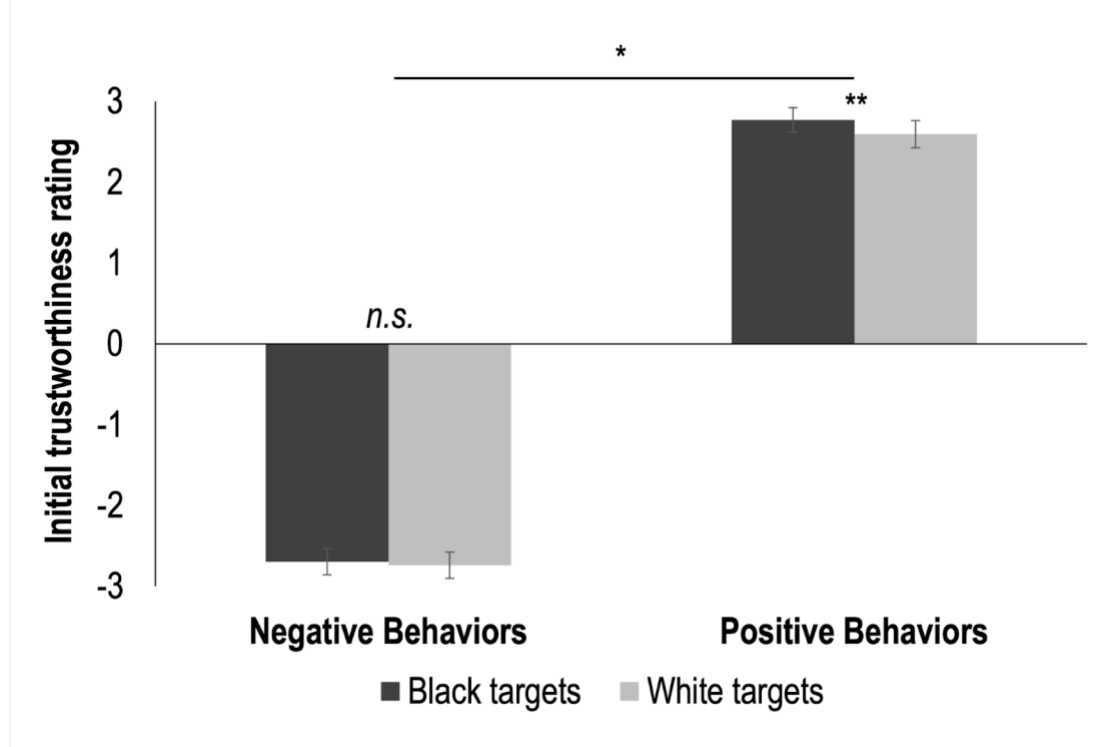 *
**
3
2
1
0
-1
-2
-3
Initial trustworthiness rating
n.s.
Negative Behaviors Positive Behaviors
Black targets White targets